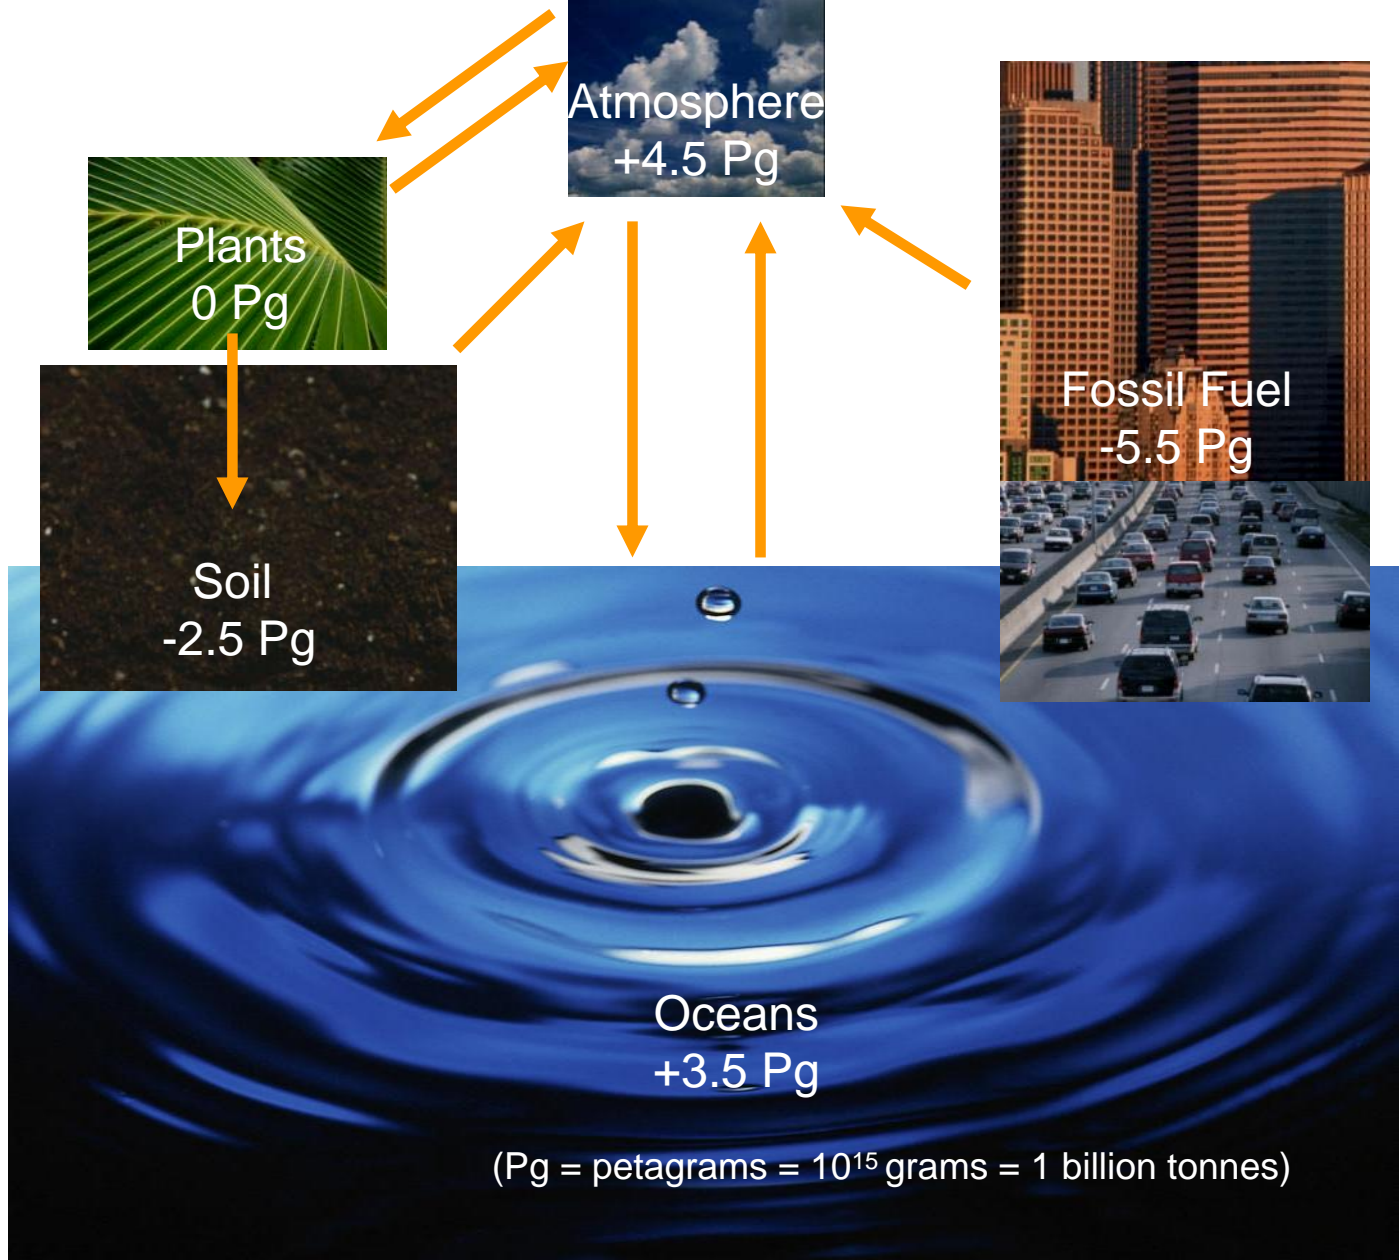 Atmosphere
+4.5 Pg
Plants
0 Pg
Fossil Fuel
-5.5 Pg
Soil
-2.5 Pg
Oceans
+3.5 Pg
(Pg = petagrams = 10¹⁵ grams = 1 billion tonnes)